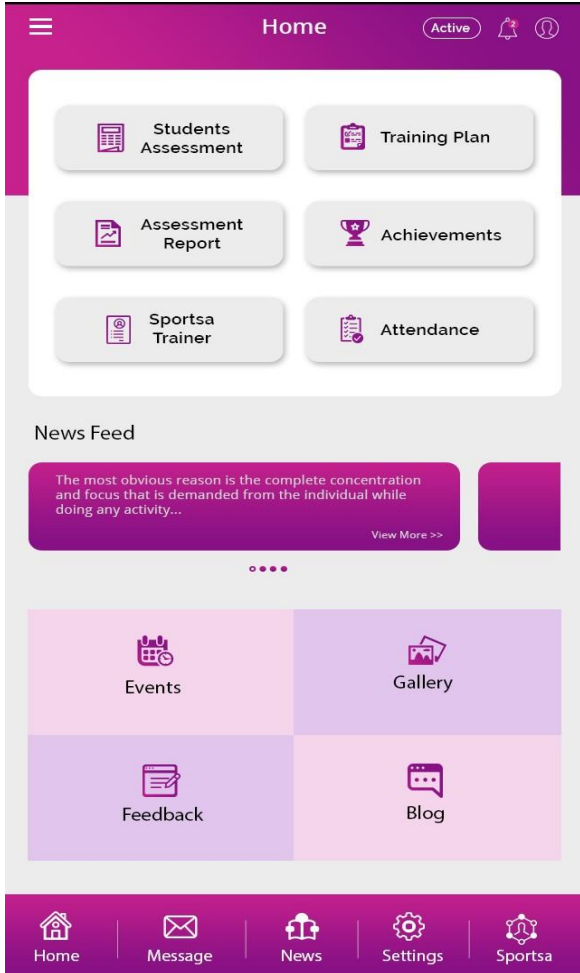 Home
Active
2
Students
Assessment
Training Plan
Assessment
Report
Achievements
Sportsa
Trainer
Attendance
News Feed
The most obvious reason is the complete concentration
and focus that is demanded from the individual while
doing any activity...
View More >>
Events
Gallery
Feedback
Blog
Home
Message
News
Settings
Sportsa